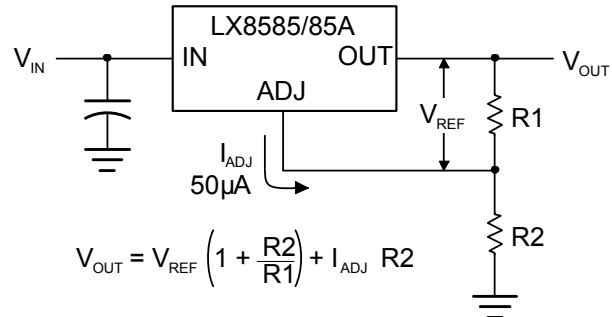 LX8585/85A
V_IN
IN
OUT
V_OUT
ADJ
V_REF
R1
I_ADJ
50µA
R2
V_OUT = V_REF (1 + R2/R1) + I_ADJ R2